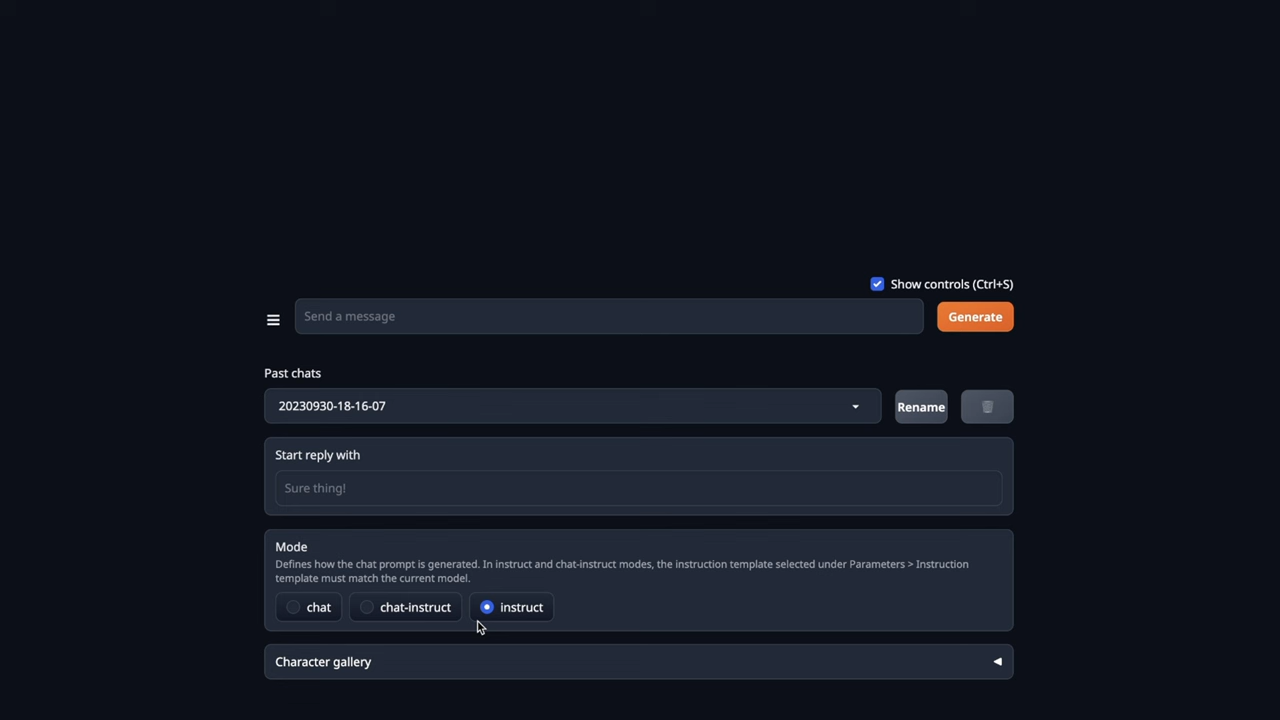 Show controls (Ctrl+S)
Send a message
Generate
Past chats
20230930-18-16-07
Rename
Start reply with
Sure thing!
Mode
Defines how the chat prompt is generated. In instruct and chat-instruct modes, the instruction template selected under Parameters > Instruction
template must match the current model.
chat
chat-instruct
instruct
Character gallery